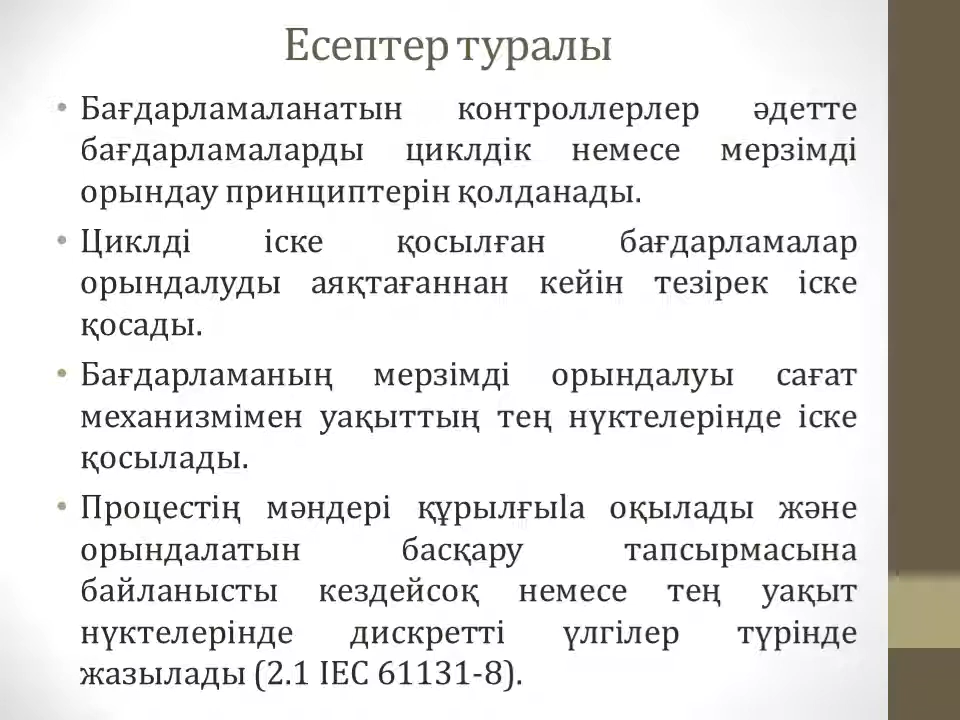 Есептер туралы
• Бағдарламаланатын контроллерлер әдетте
бағдарламаларды циклдік немесе мерзімді
орындау принциптерін қолданады.
• Циклді іске қосылған бағдарламалар
орындалуды аяқтағаннан кейін тезірек іске
қосады.
• Бағдарламаның мерзімді орындалуы сағат
механизмімен уақыттың тең нүктелерінде іске
қосылады.
• Процестің мәндері құрылғыla оқылады және
орындалатын басқару тапсырмасына
байланысты кездейсоқ немесе тең уақыт
нүктелерінде дискретті үлгілер түрінде
жазылады (2.1 IEC 61131-8).